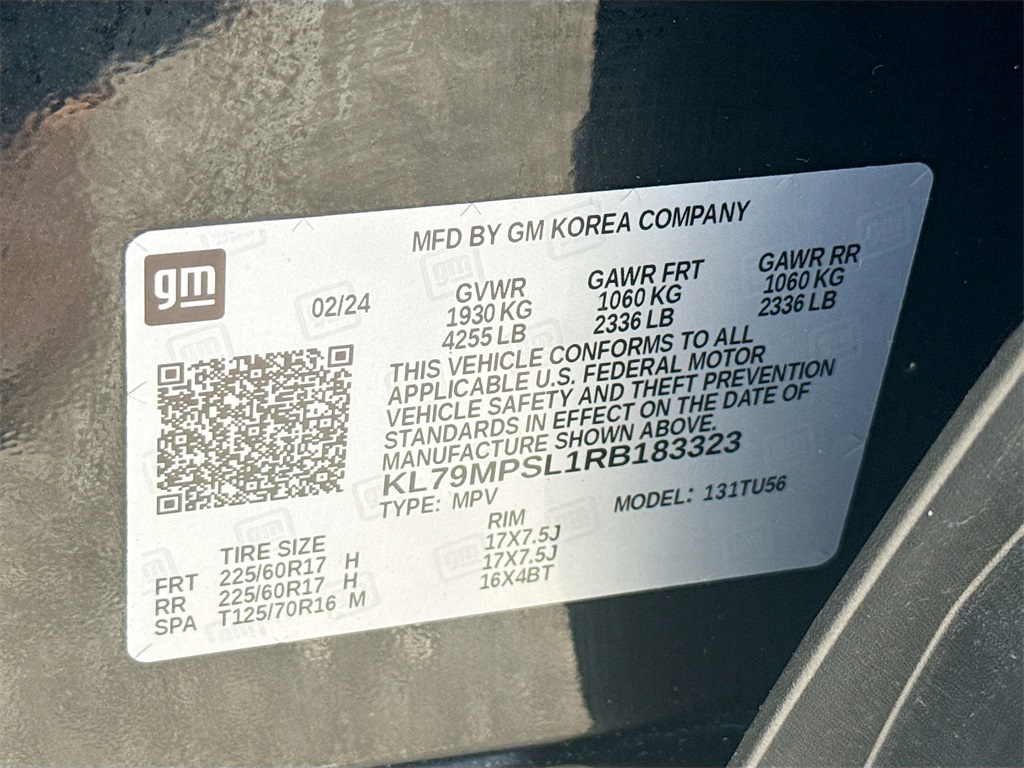 MFD BY GM KOREA COMPANY
gm
02/24
GVWR
1930 KG
4255 LB
GAWR FRT
1060 KG
2336 LB
GAWR RR
1060 KG
2336 LB
THIS VEHICLE CONFORMS TO ALL
APPLICABLE U.S. FEDERAL MOTOR
VEHICLE SAFETY AND THEFT PREVENTION
STANDARDS IN EFFECT ON THE DATE OF
MANUFACTURE SHOWN ABOVE.
KL79MPSL1RB183323
TYPE: MPV MODEL: 131TU56
TIRE SIZE RIM
FRT 225/60R17 H 17X7.5J
RR 225/60R17 H 17X7.5J
SPA T125/70R16 M 16X4BT